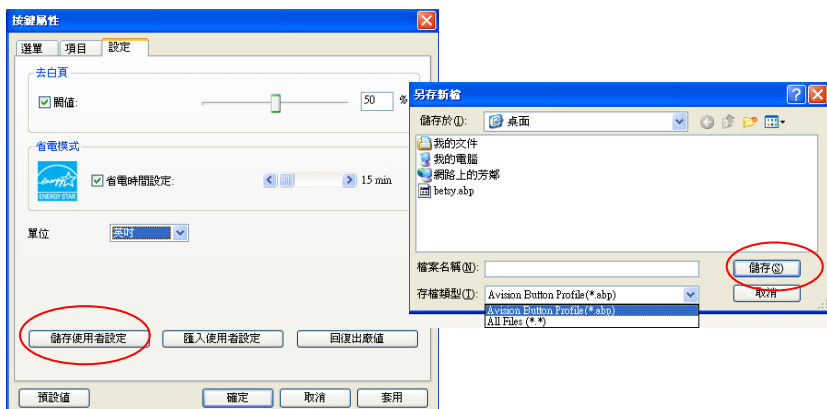 按鍵屬性
選單 項目 設定
去白頁
閥值: 50 %
省電模式
energy
ENERGY STAR
省電時間設定: 15 min
單位 英吋
儲存使用者設定 匯入使用者設定 回復出廠值
預設值 確定 取消 套用
另存新檔
儲存於(I): 桌面
我的文件
我的電腦
網路上的芳鄰
betsy.abp
檔案名稱(N): 儲存(S)
存檔類型(T): Avision Button Profile(*.abp) 取消
Avision Button Profile(*.abp)
All Files (*.*)